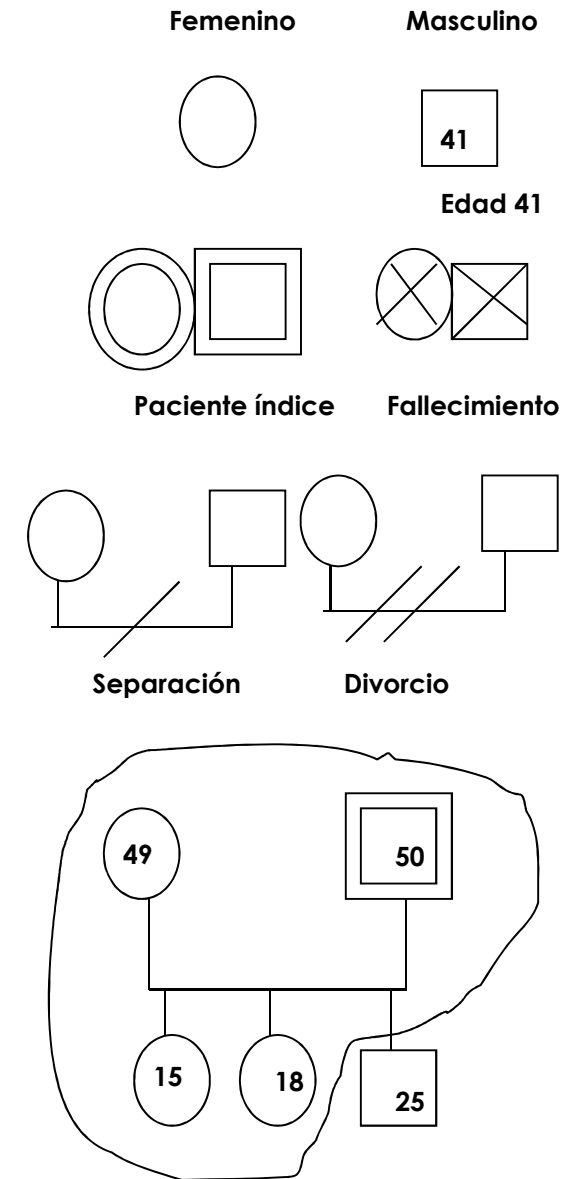 Femenino Masculino
41
Edad 41
Paciente índice Fallecimiento
Separación Divorcio
49 50
15 18 25